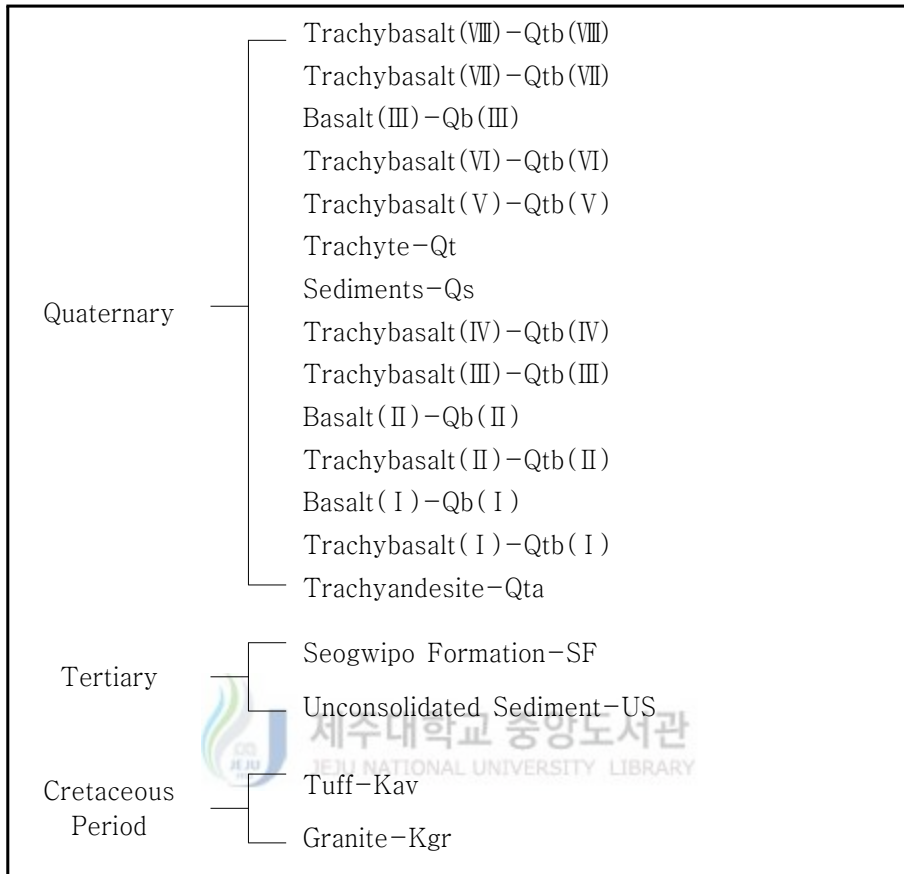 Trachybasalt(Ⅷ)-Qtb(Ⅷ)
Trachybasalt(Ⅶ)-Qtb(Ⅶ)
Basalt(Ⅲ)-Qb(Ⅲ)
Trachybasalt(Ⅵ)-Qtb(Ⅵ)
Trachybasalt(Ⅴ)-Qtb(Ⅴ)
Trachyte-Qt
Sediments-Qs
Quaternary
Trachybasalt(Ⅳ)-Qtb(Ⅳ)
Trachybasalt(Ⅲ)-Qtb(Ⅲ)
Basalt(Ⅱ)-Qb(Ⅱ)
Trachybasalt(Ⅱ)-Qtb(Ⅱ)
Basalt(Ⅰ)-Qb(Ⅰ)
Trachybasalt(Ⅰ)-Qtb(Ⅰ)
Trachyandesite-Qta
Seogwipo Formation-SF
Tertiary
Unconsolidated Sediment-US
제주대학교 중앙도서관
JEJU NATIONAL UNIVERSITY LIBRARY
Tuff-Kav
Cretaceous
Period
Granite-Kgr